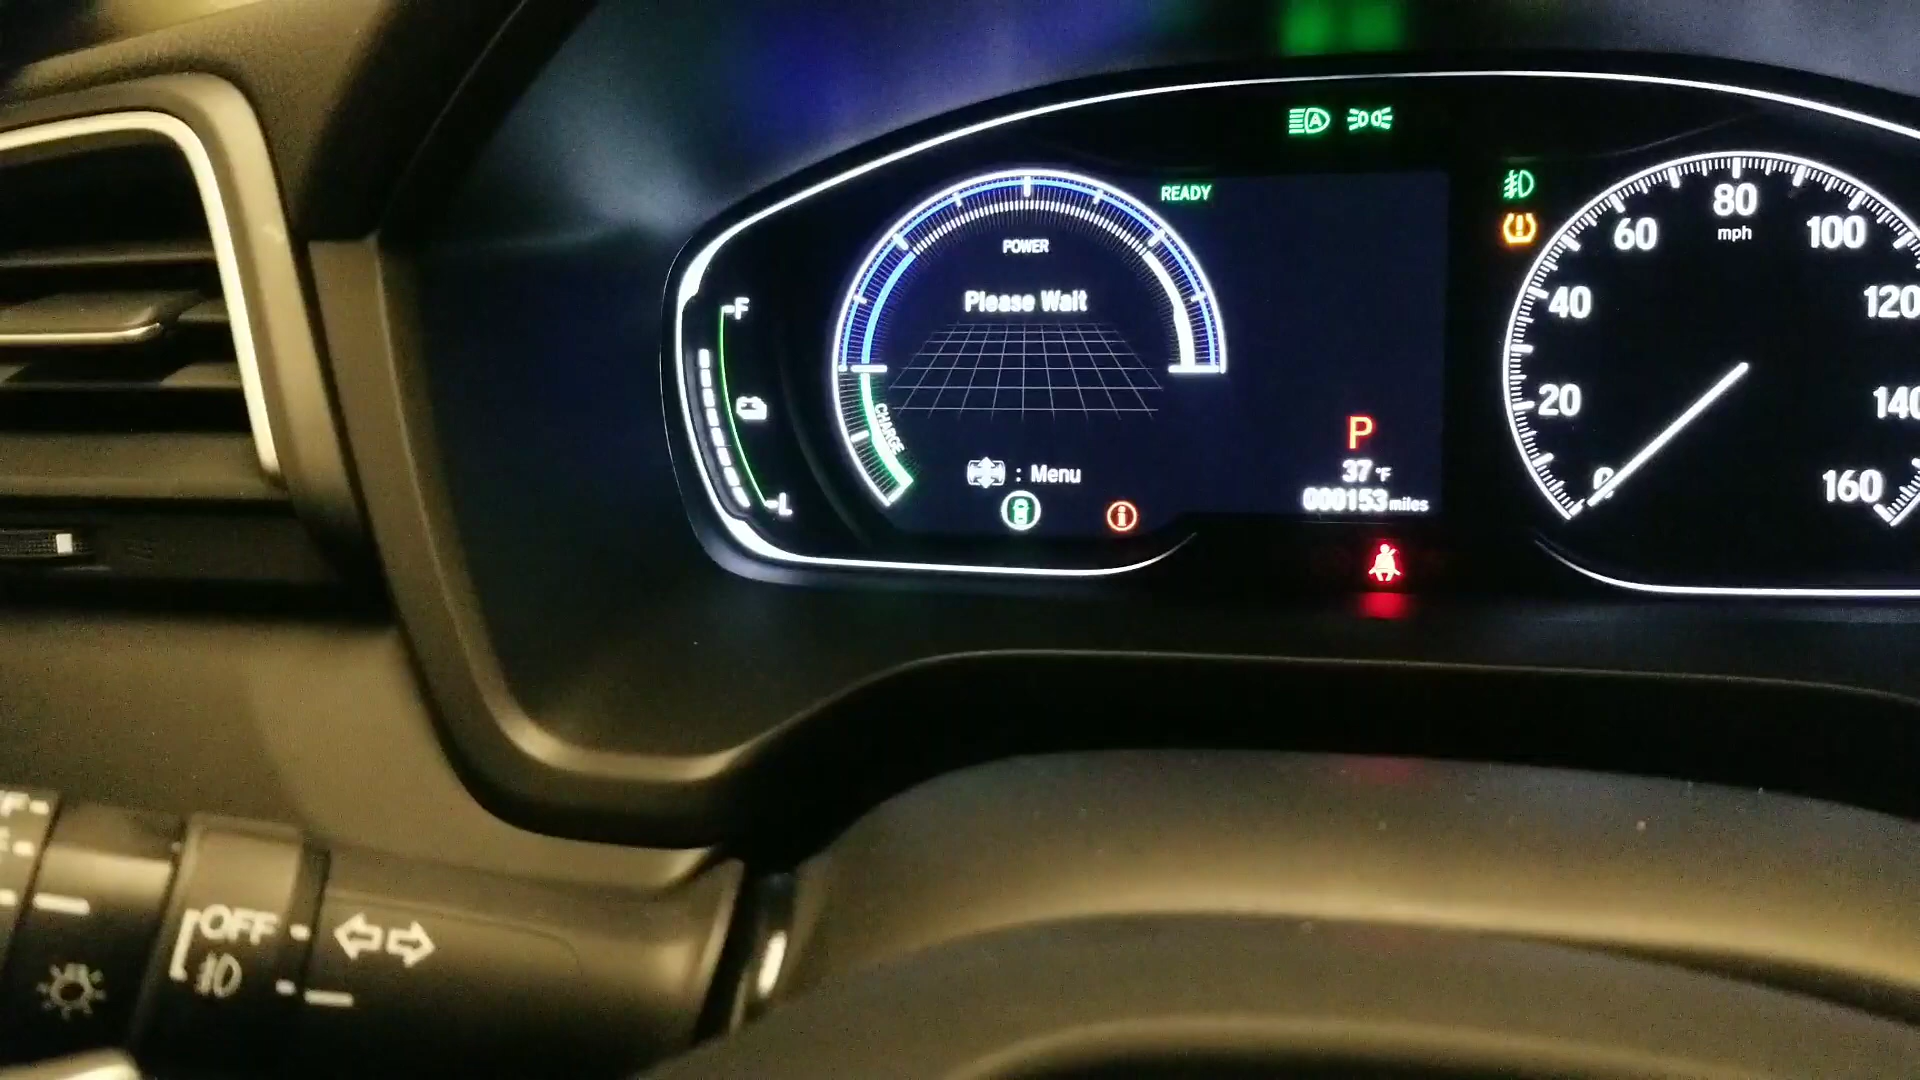 READY
POWER
Please Wait
F
CHARGE
L
: Menu
P
37°F
000153 miles
A
0
20
40
60
80
mph
100
120
140
160
OFF